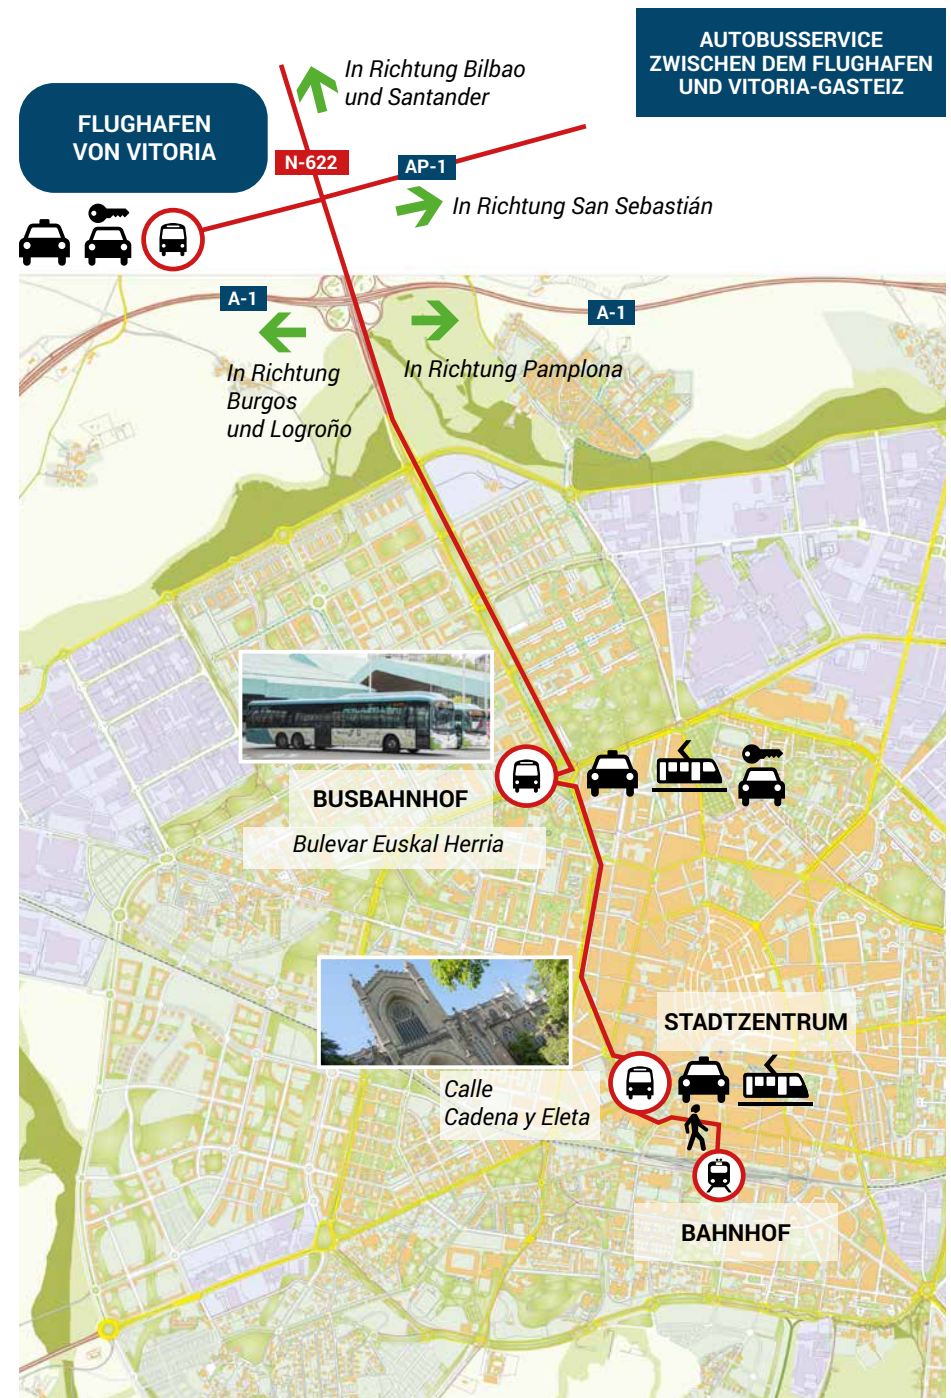 AUTOBUSSERVICE
ZWISCHEN DEM FLUGHAFEN
UND VITORIA-GASTEIZ
In Richtung Bilbao
und Santander
FLUGHAFEN
VON VITORIA
N-622
AP-1
In Richtung San Sebastián
A-1
A-1
In Richtung
Burgos
und Logroño
In Richtung Pamplona
BUSBAHNHOF
Bulevar Euskal Herria
STADTZENTRUM
Calle
Cadena y Eleta
BAHNHOF